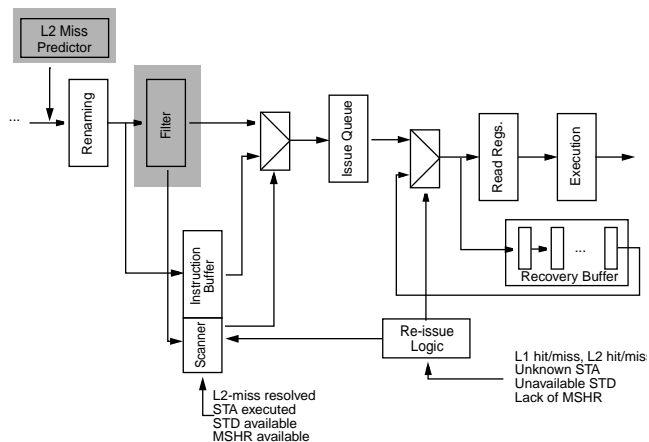 L2 Miss
Predictor
...
Renaming
Filter
Issue Queue
Read Regs.
Execution
Instruction
Buffer
Scanner
...
Recovery Buffer
Re-issue
Logic
L1 hit/miss, L2 hit/miss
Unknown STA
Unavailable STD
Lack of MSHR
L2-miss resolved
STA executed
STD available
MSHR available